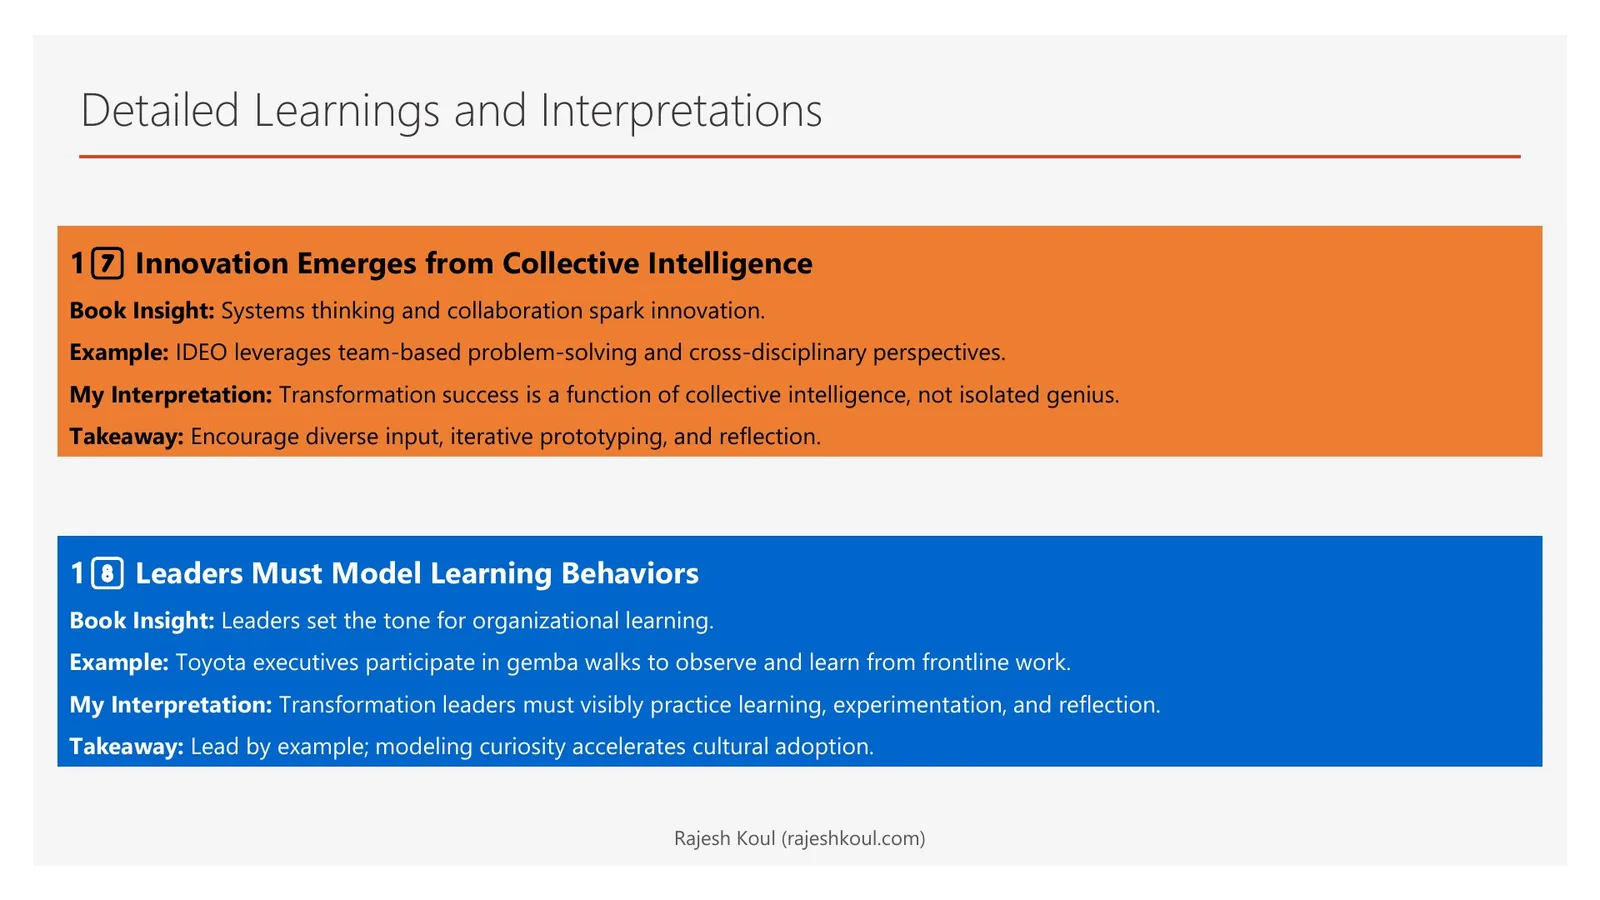 Detailed Learnings and Interpretations
17 Innovation Emerges from Collective Intelligence
Book Insight: Systems thinking and collaboration spark innovation.
Example: IDEO leverages team-based problem-solving and cross-disciplinary perspectives.
My Interpretation: Transformation success is a function of collective intelligence, not isolated genius.
Takeaway: Encourage diverse input, iterative prototyping, and reflection.
18 Leaders Must Model Learning Behaviors
Book Insight: Leaders set the tone for organizational learning.
Example: Toyota executives participate in gemba walks to observe and learn from frontline work.
My Interpretation: Transformation leaders must visibly practice learning, experimentation, and reflection.
Takeaway: Lead by example; modeling curiosity accelerates cultural adoption.
Rajesh Koul (rajeshkoul.com)